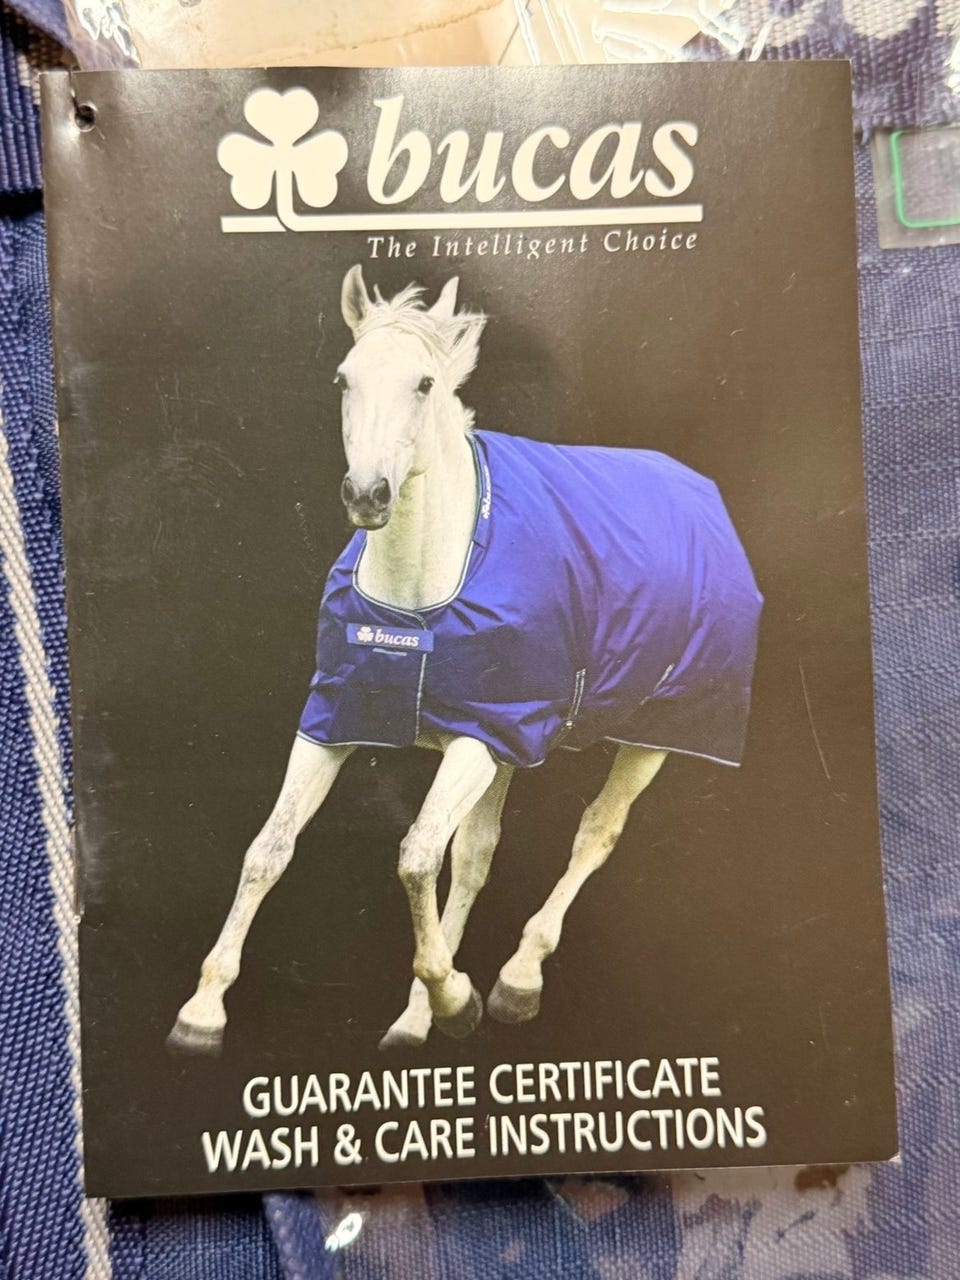 bucas
The Intelligent Choice
bucas
GUARANTEE CERTIFICATE
WASH & CARE INSTRUCTIONS